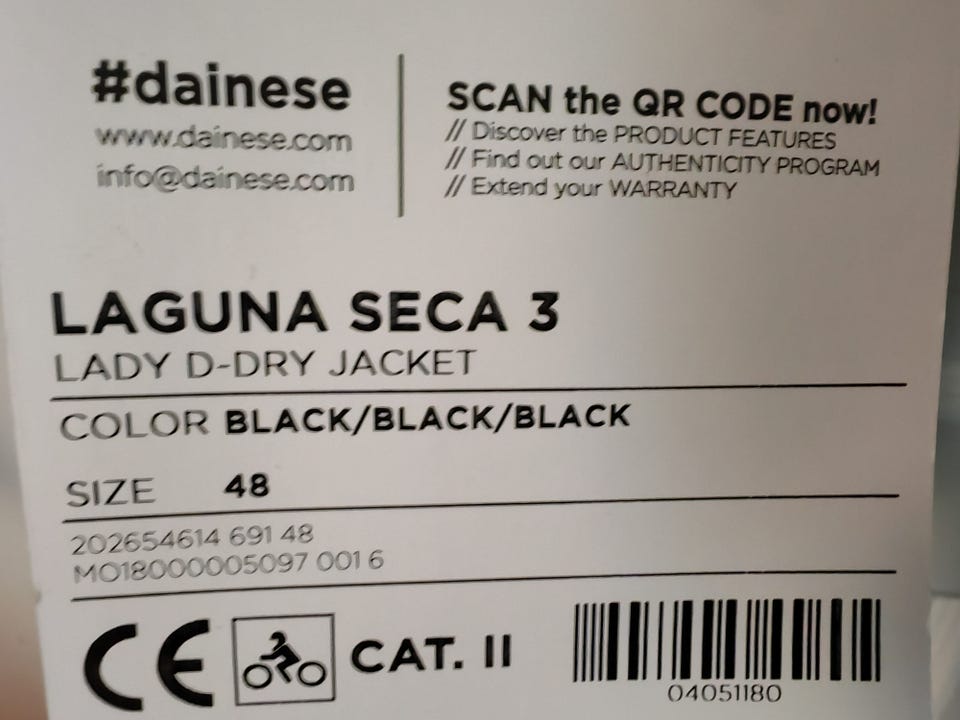 #dainese
www.dainese.com
info@dainese.com
SCAN the QR CODE now!
// Discover the PRODUCT FEATURES
// Find out our AUTHENTICITY PROGRAM
// Extend your WARRANTY
LAGUNA SECA 3
LADY D-DRY JACKET
COLOR BLACK/BLACK/BLACK
SIZE 48
202654614 691 48
MO18000005097 001 6
CE CAT. II
04051180